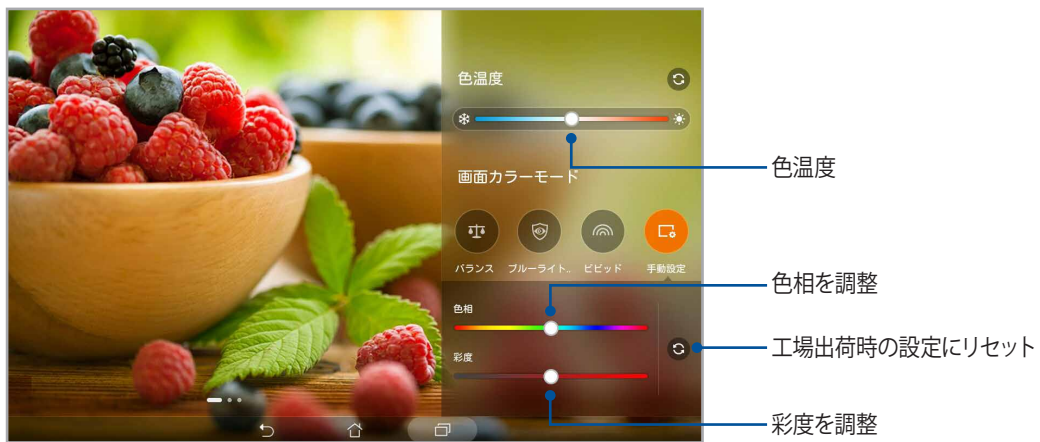 色温度
色温度
画面カラーモード
バランス ブルーライト.. ビビッド 手動設定
色相を調整
色相
工場出荷時の設定にリセット
彩度
彩度を調整